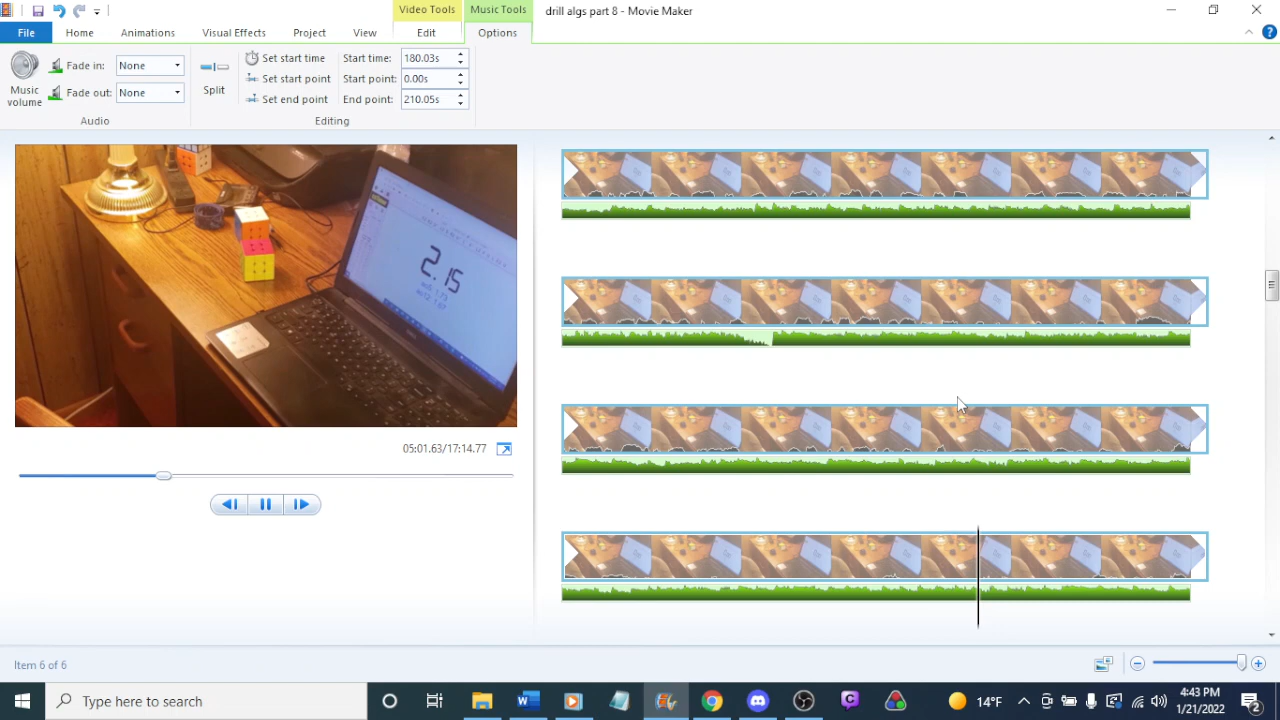 Video Tools
Music Tools
drill algs part 8 - Movie Maker
File
Home
Animations
Visual Effects
Project
View
Edit
Options
Music
volume
Fade in:
None
Fade out:
None
Audio
Split
Set start time
Set start point
Set end point
Start time:
180.03s
Start point:
0.00s
End point:
210.05s
Editing
2.15
05:01.63/17:14.77
Item 6 of 6
Type here to search
14°F
4:43 PM
1/21/2022
2